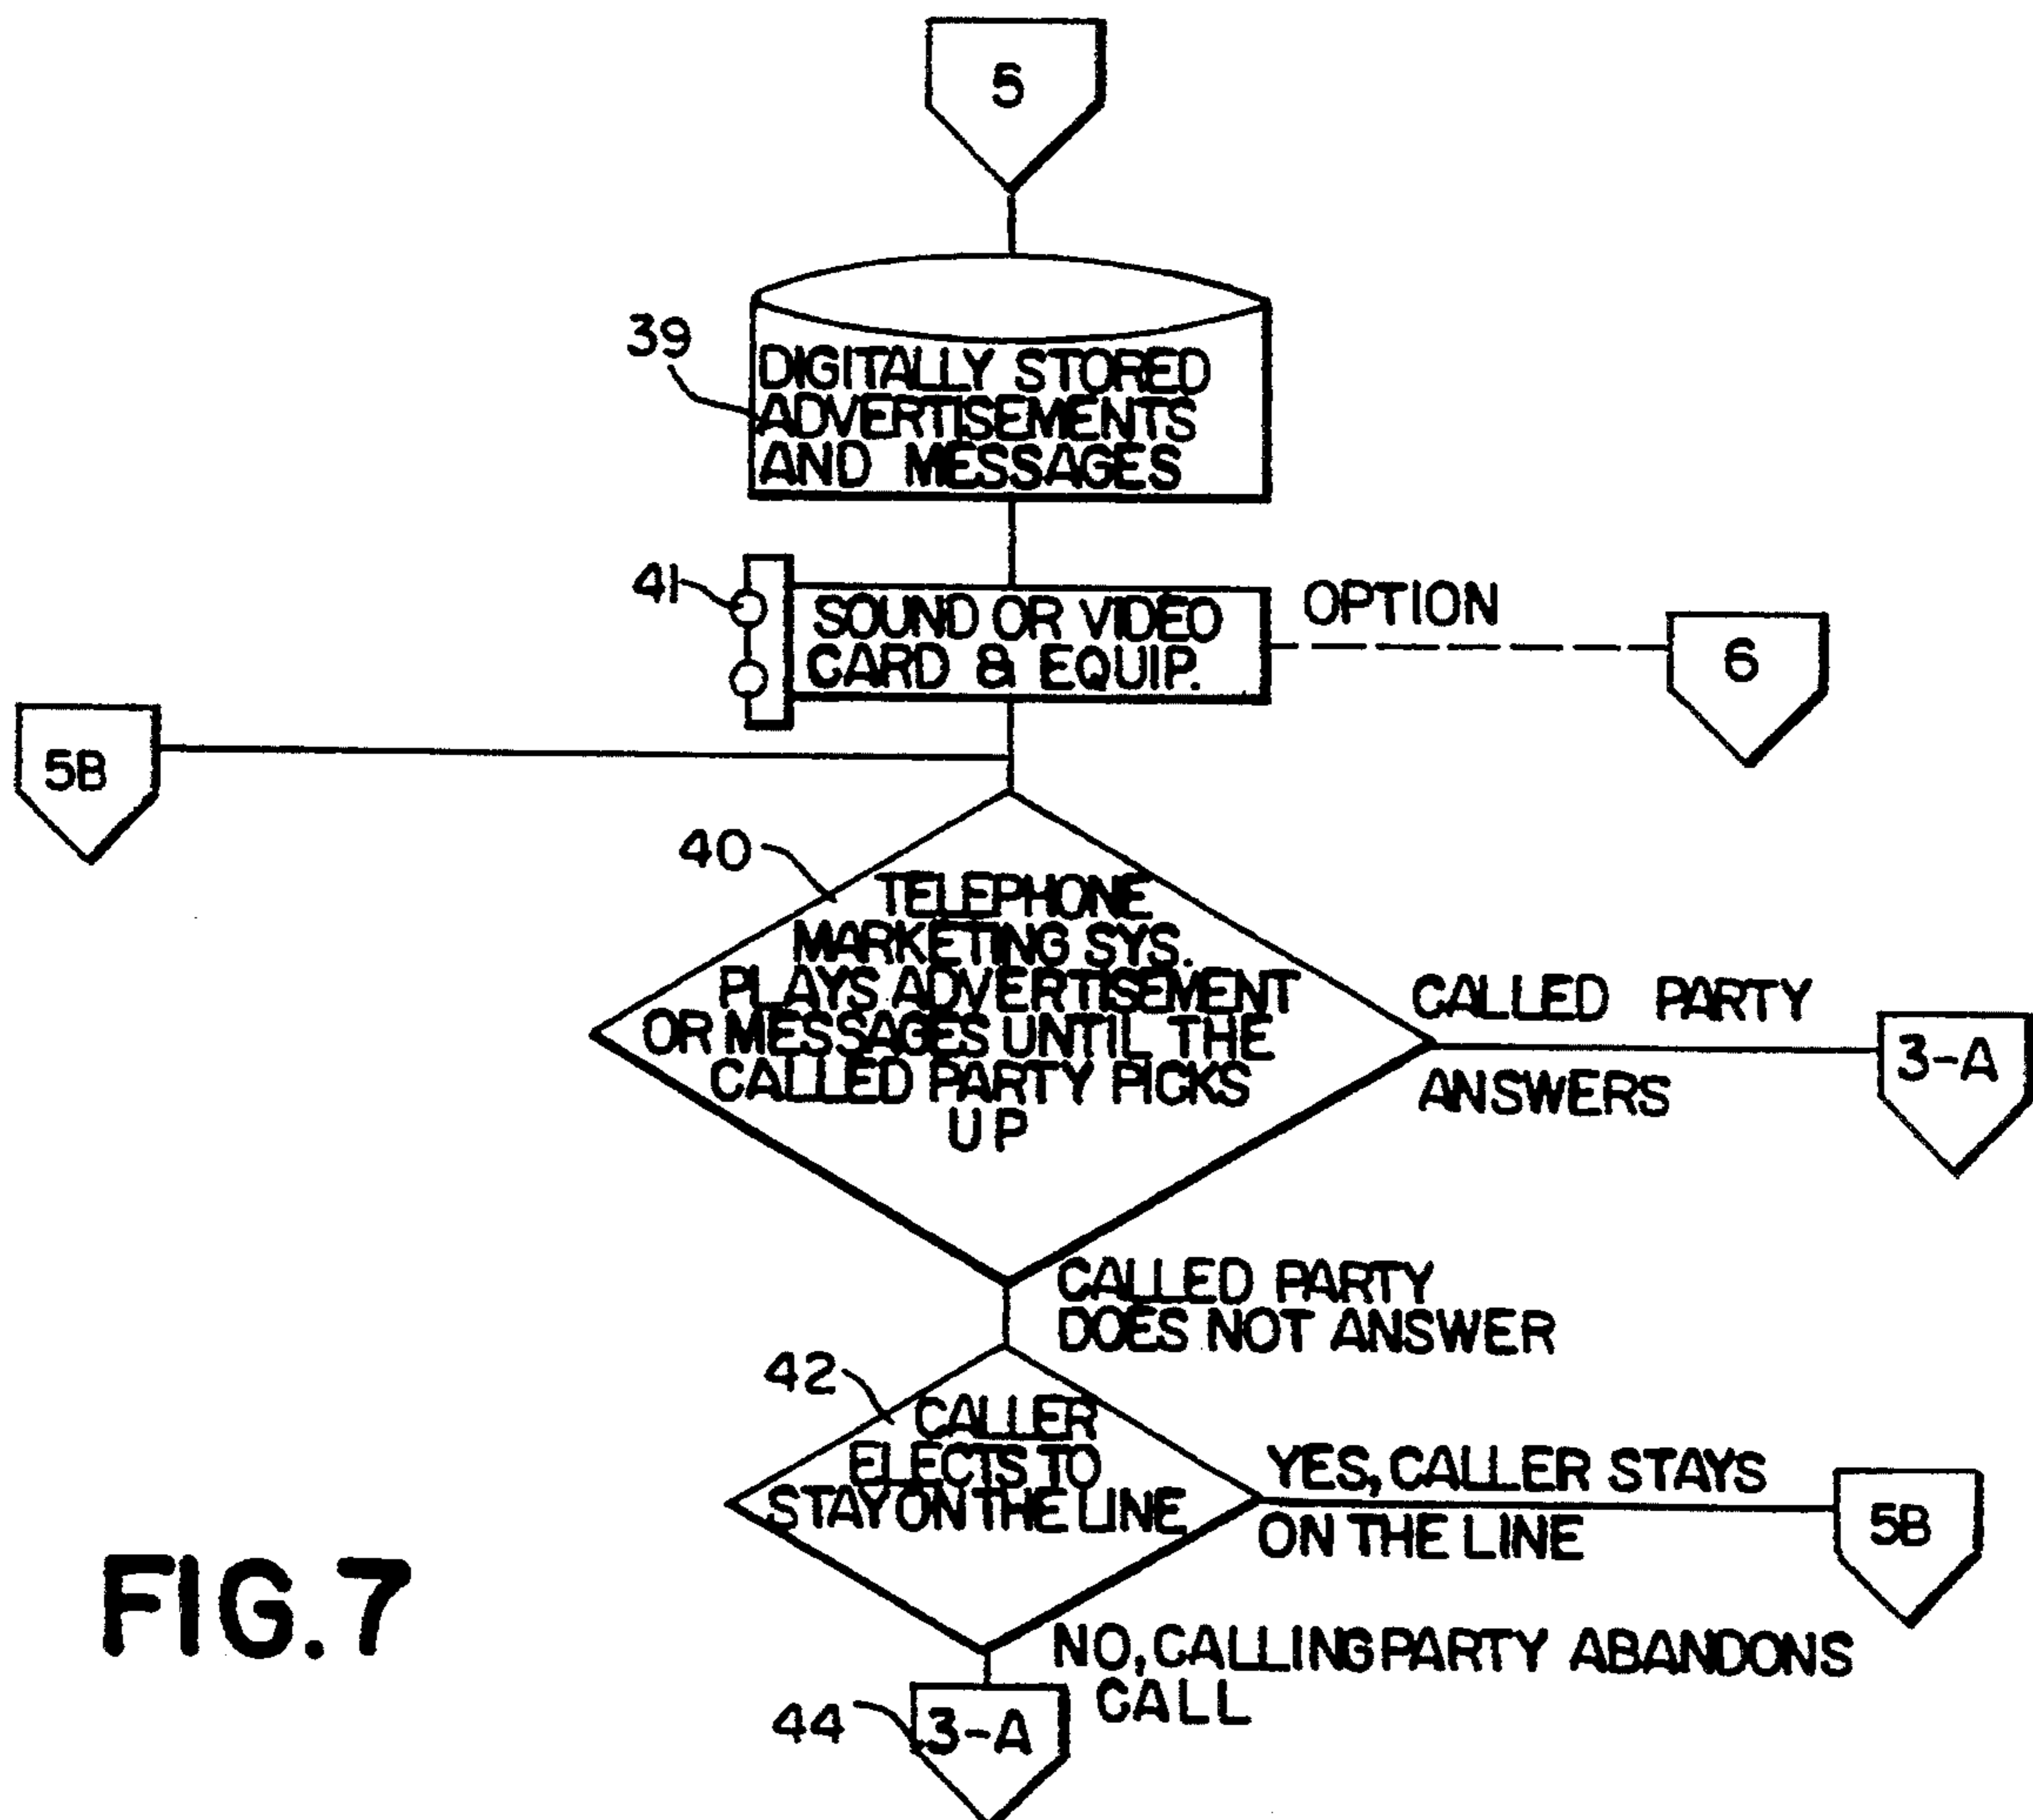 5
39
DIGITALLY STORED
ADVERTISEMENTS
AND MESSAGES
41
SOUND OR VIDEO
CARD & EQUIP.
OPTION
6
5B
40
TELEPHONE
MARKETING SYS.
PLAYS ADVERTISEMENT
OR MESSAGES UNTIL THE
CALLED PARTY PICKS
UP
CALLED PARTY
ANSWERS
3-A
CALLED PARTY
DOES NOT ANSWER
42
CALLER
ELECTS TO
STAY ON THE LINE
YES, CALLER STAYS
ON THE LINE
5B
NO, CALLING PARTY ABANDONS
CALL
44
3-A
FIG. 7